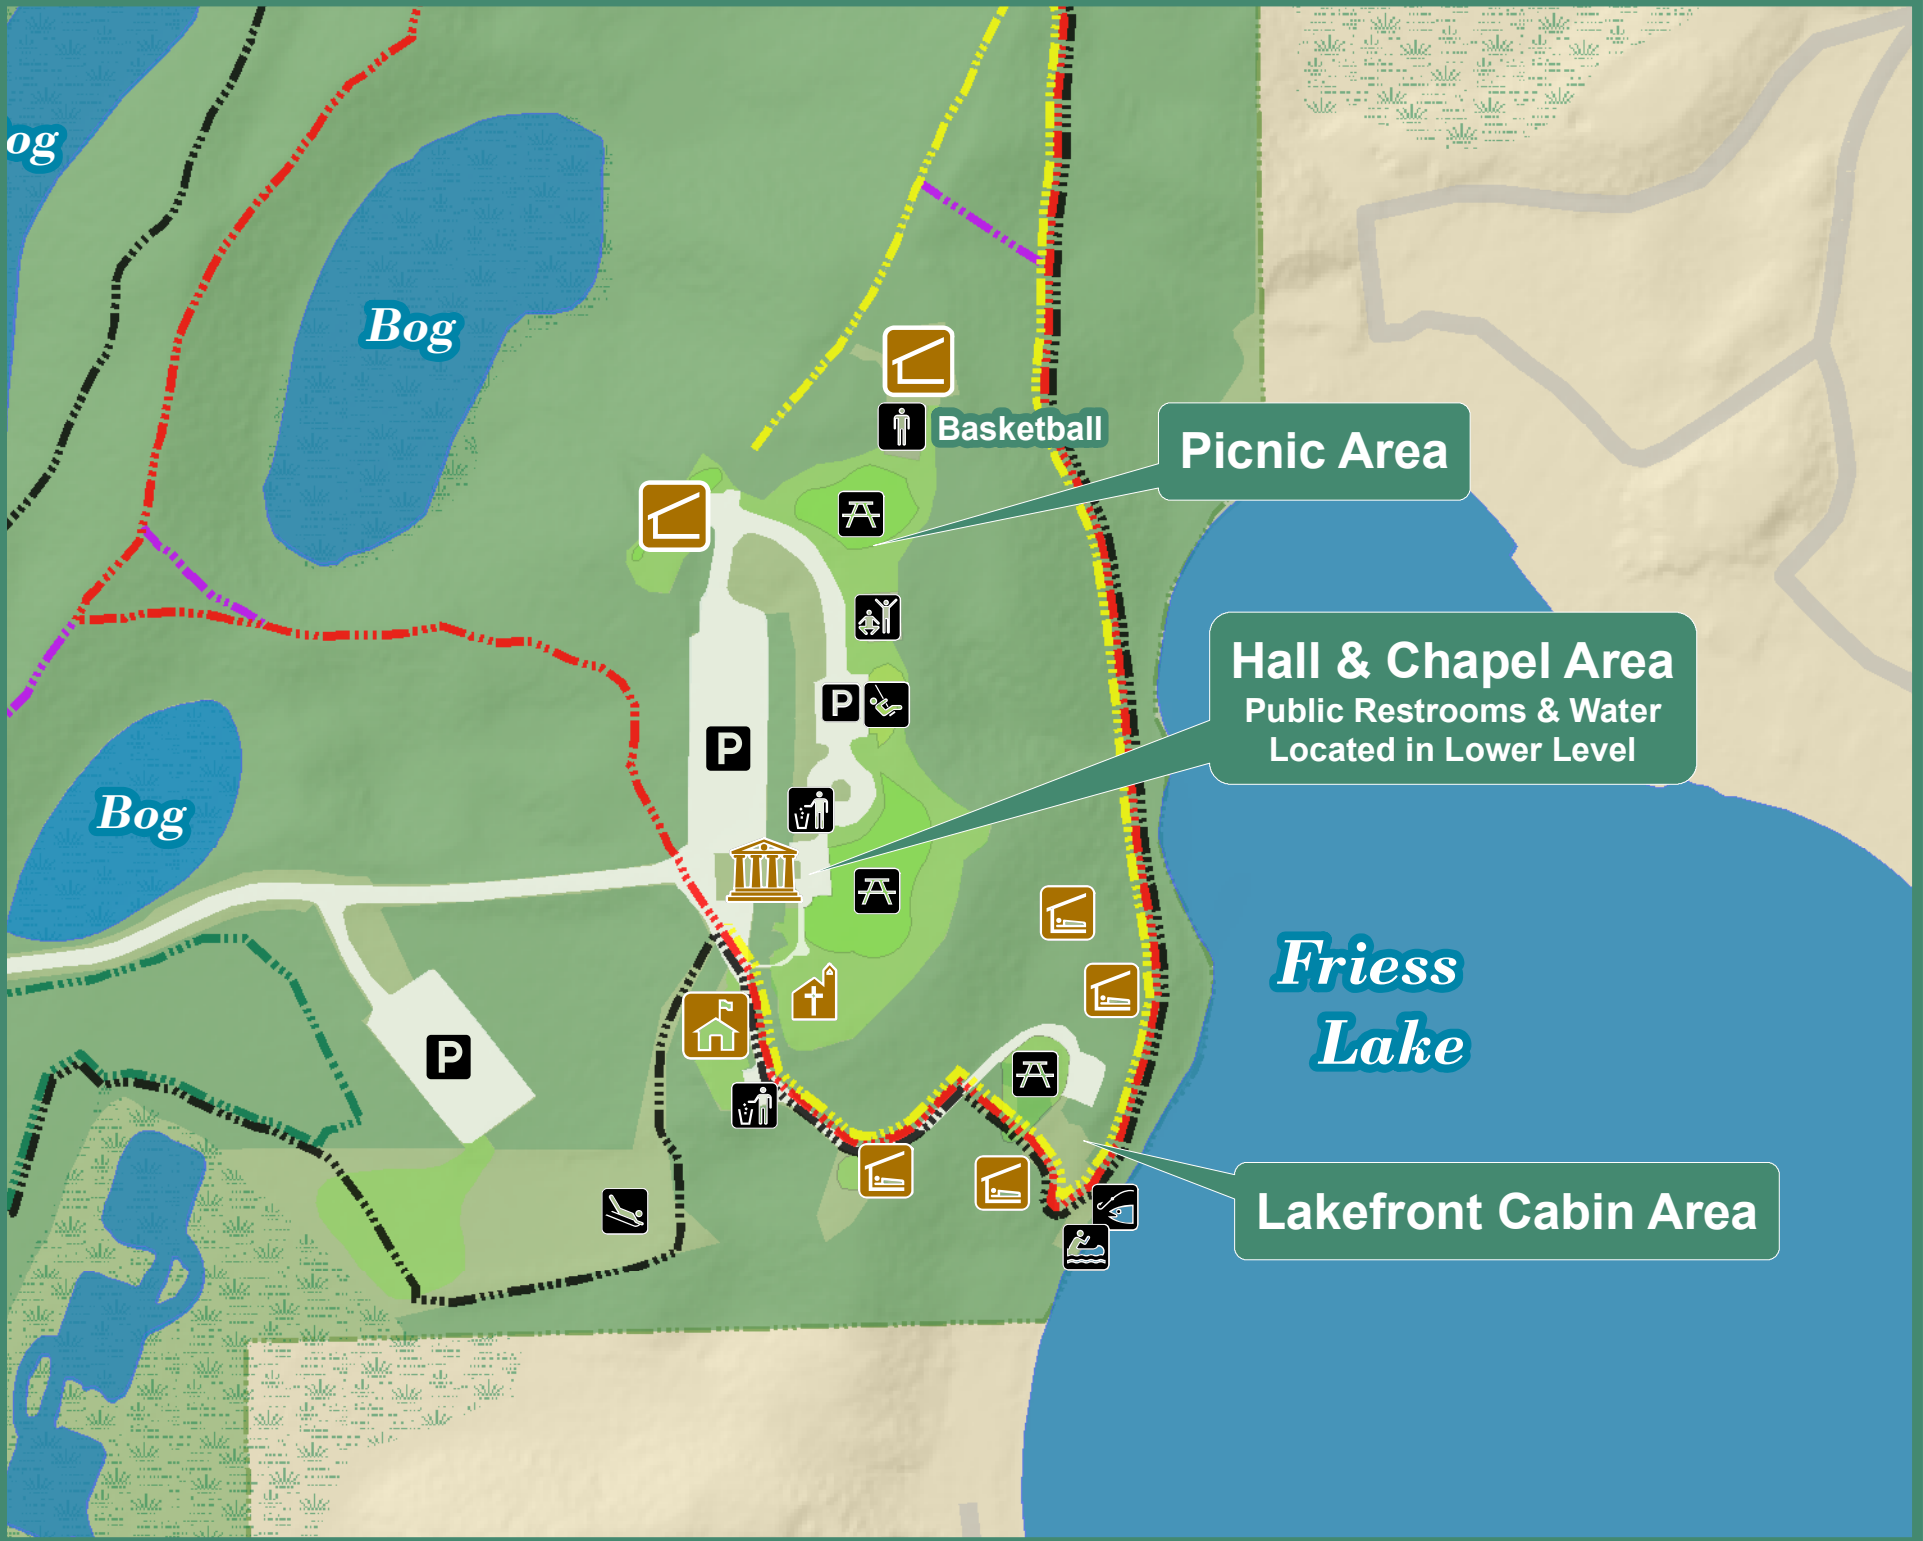 og
Bog
Basketball
Picnic Area
Hall & Chapel Area
Public Restrooms & Water
Located in Lower Level
P
P
Bog
Friess
Lake
P
Lakefront Cabin Area